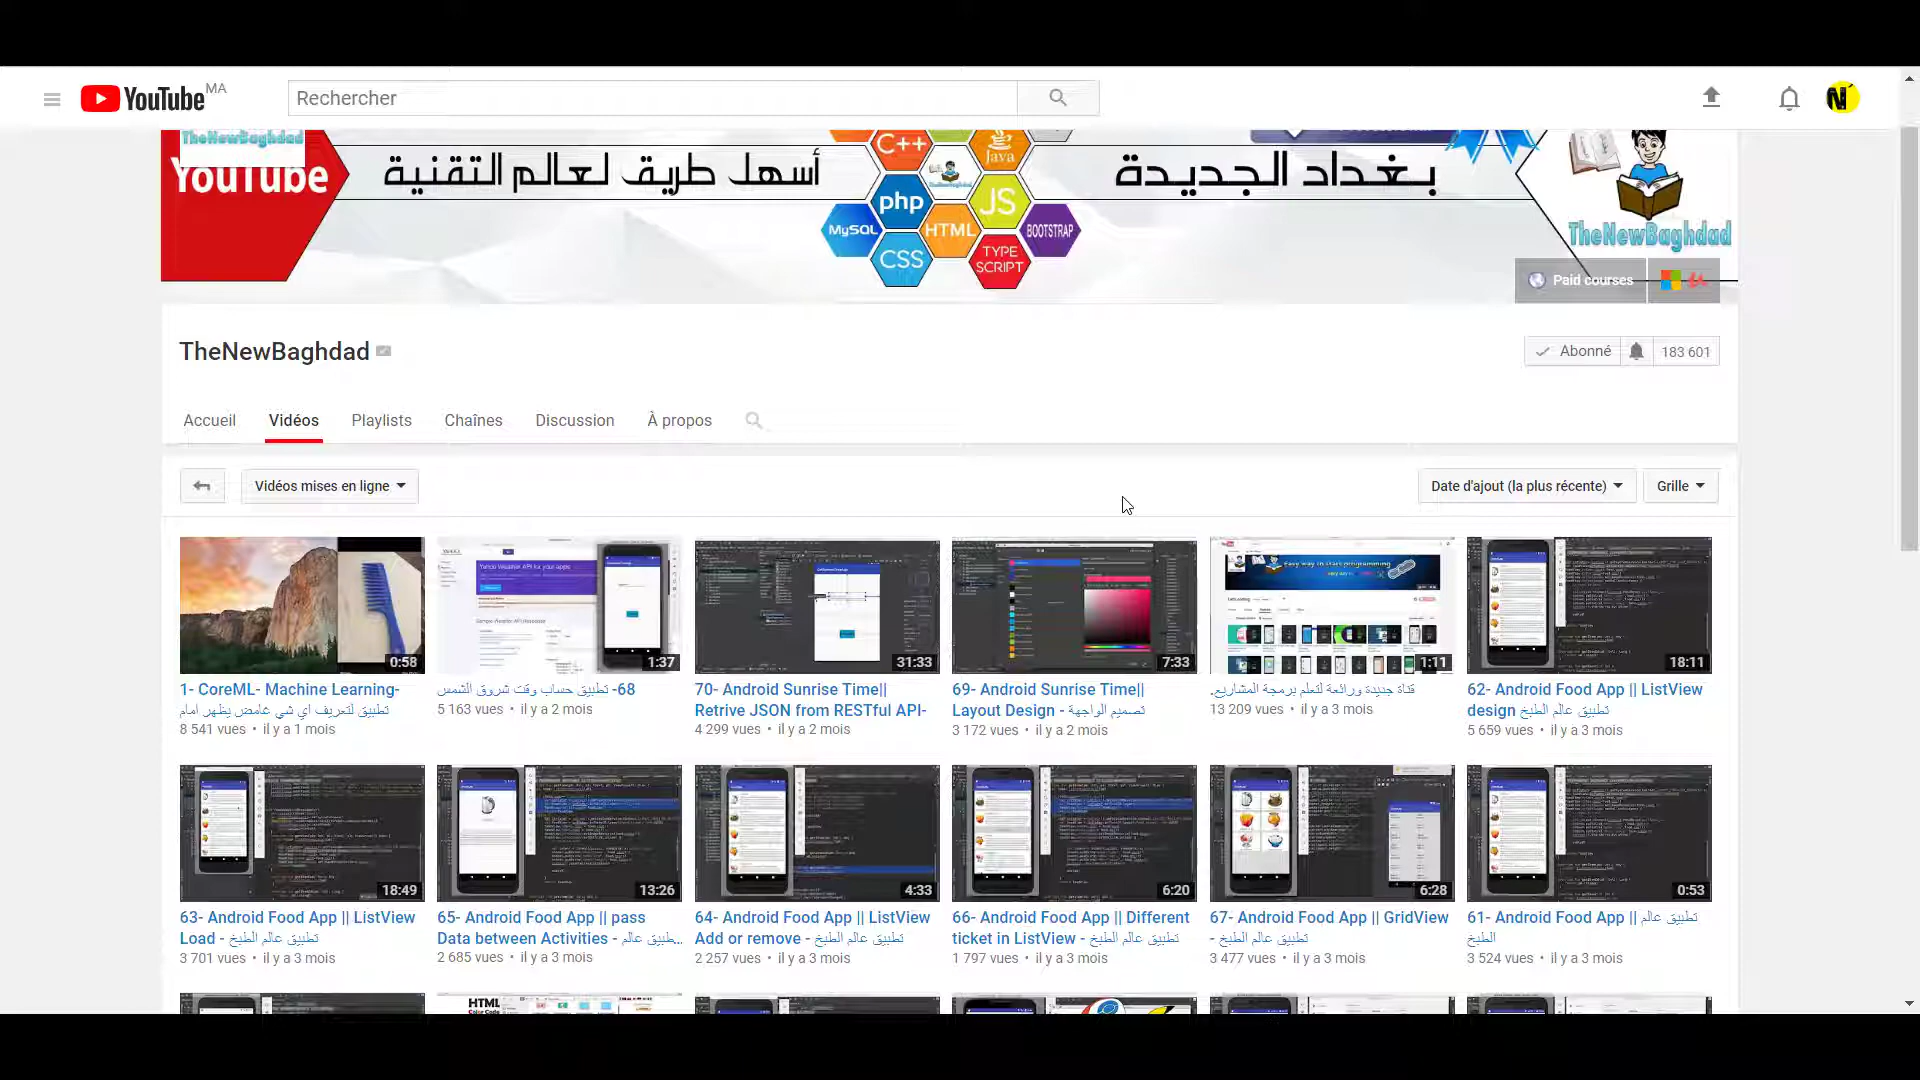 YouTube MA
Rechercher
TheNewBaghdad
YouTube
أسهل طريق لعالم التقنية
C++
Java
php
JS
MySQL
HTML
BOOTSTRAP
CSS
TYPE
SCRIPT
بغداد الجديدة
TheNewBaghdad
Paid courses
TheNewBaghdad
Abonné
183 601
Accueil
Vidéos
Playlists
Chaînes
Discussion
À propos
Vidéos mises en ligne
Date d'ajout (la plus récente)
Grille
0:58
1:37
31:33
7:33
Easy way to start programming
1:11
18:11
1- CoreML- Machine Learning-
تطبيق لتعريف اي شي غامض يظهر امام
8 541 vues • il y a 1 mois
68- تطبيق حساب وقت شروق الشمس
5 163 vues • il y a 2 mois
70- Android Sunrise Time||
Retrive JSON from RESTful API-
4 299 vues • il y a 2 mois
69- Android Sunrise Time||
Layout Design - تصميم الواجهة
3 172 vues • il y a 2 mois
قناة جديدة ورائعة لتعلم برمجة المشاريع.
13 209 vues • il y a 3 mois
62- Android Food App || ListView
design تطبيق عالم الطبخ
5 659 vues • il y a 3 mois
18:49
13:26
4:33
6:20
6:28
0:53
63- Android Food App || ListView
Load - تطبيق عالم الطبخ
3 701 vues • il y a 3 mois
65- Android Food App || pass
Data between Activities - تطبيق عالم...
2 685 vues • il y a 3 mois
64- Android Food App || ListView
Add or remove - تطبيق عالم الطبخ
2 257 vues • il y a 3 mois
66- Android Food App || Different
ticket in ListView - تطبيق عالم الطبخ
1 797 vues • il y a 3 mois
67- Android Food App || GridView
- تطبيق عالم الطبخ
3 477 vues • il y a 3 mois
61- Android Food App || تطبيق عالم
الطبخ
3 524 vues • il y a 3 mois
HTML